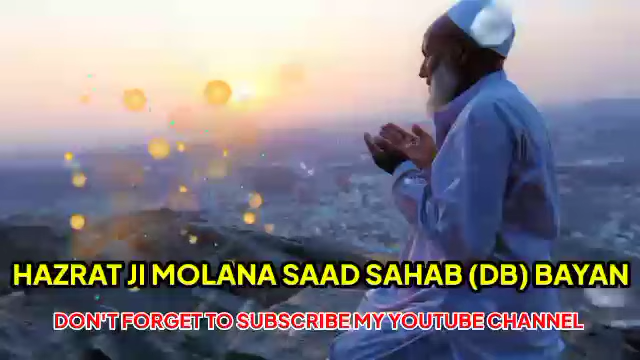 HAZRAT JI MOLANA SAAD SAHAB (DB) BAYAN
DON'T FORGET TO SUBSCRIBE MY YOUTUBE CHANNEL